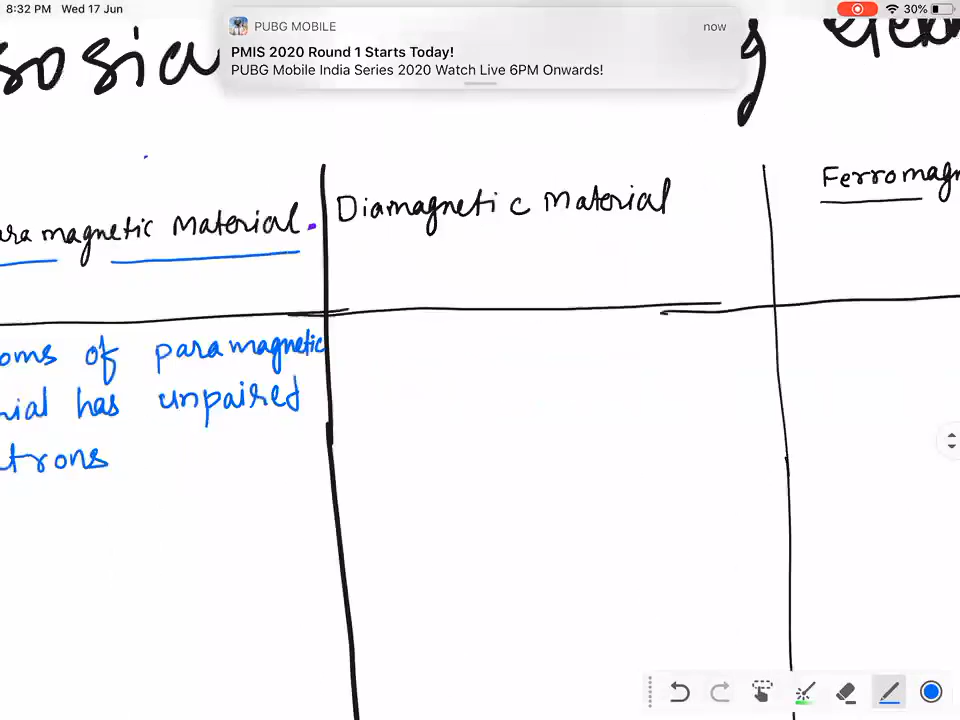 8:32 PM Wed 17 Jun
30%
PUBG MOBILE
now
PMIS 2020 Round 1 Starts Today!
PUBG Mobile India Series 2020 Watch Live 6PM Onwards!
ara magnetic Material.
Diamagnetic Material
Ferromagn
oms of paramagnetic
rial has unpaired
trons